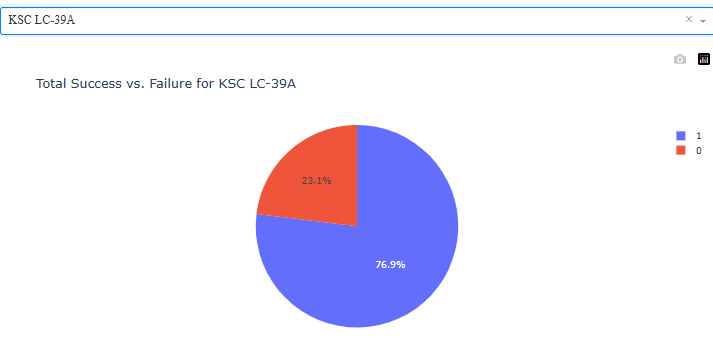 KSC LC-39A
Total Success vs. Failure for KSC LC-39A
1
0
23.1%
76.9%